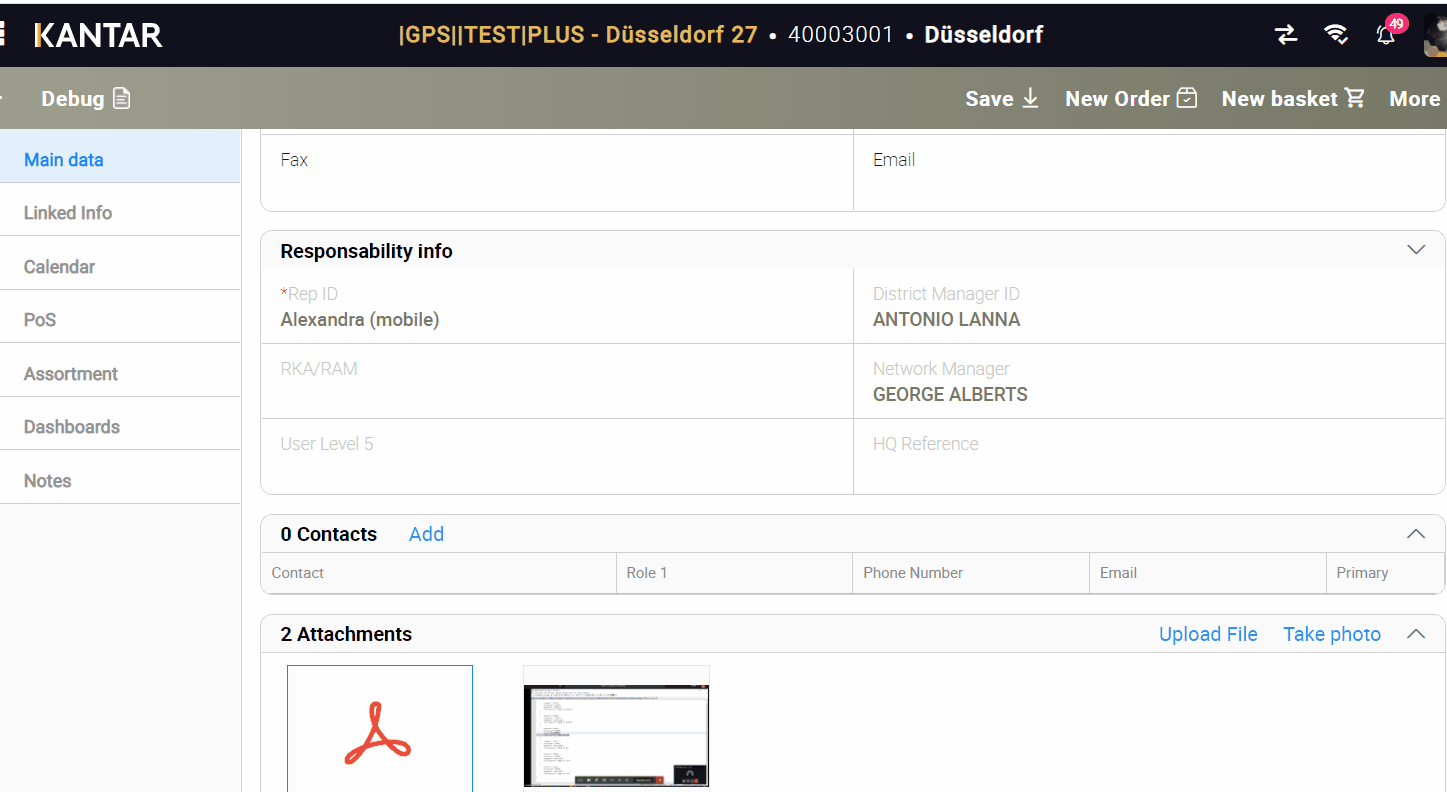 KANTAR
|GPS||TEST|PLUS - Düsseldorf 27 • 40003001 • Düsseldorf
49
Debug
Save
New Order
New basket
More
Main data
Linked Info
Calendar
PoS
Assortment
Dashboards
Notes
Fax
Email
Responsability info
*Rep ID
Alexandra (mobile)
District Manager ID
ANTONIO LANNA
RKA/RAM
Network Manager
GEORGE ALBERTS
User Level 5
HQ Reference
0 Contacts Add
Contact Role 1 Phone Number Email Primary
2 Attachments Upload File Take photo